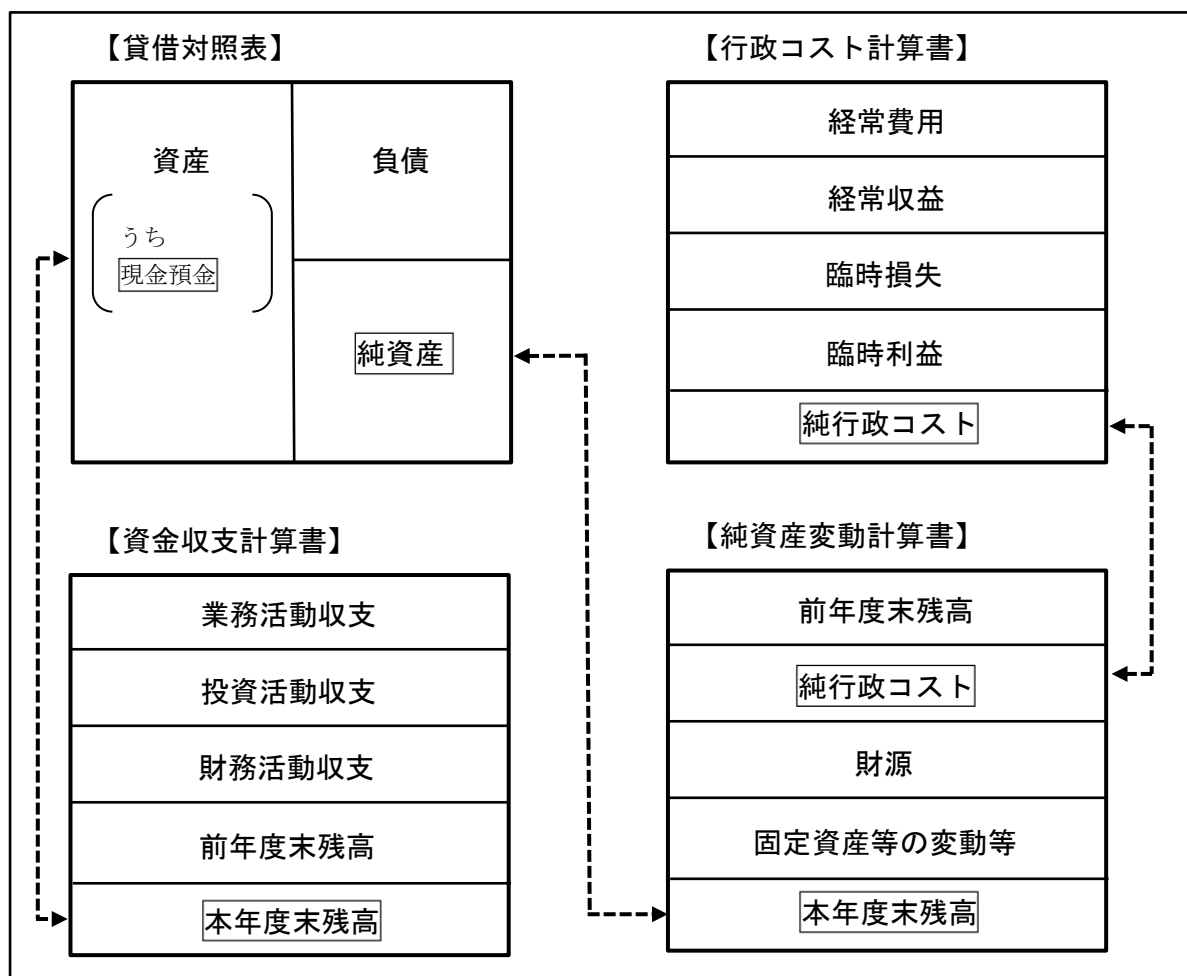 【貸借対照表】
資産
うち
現金預金
負債
純資産
【行政コスト計算書】
経常費用
経常収益
臨時損失
臨時利益
純行政コスト
【資金収支計算書】
業務活動収支
投資活動収支
財務活動収支
前年度末残高
本年度末残高
【純資産変動計算書】
前年度末残高
純行政コスト
財源
固定資産等の変動等
本年度末残高